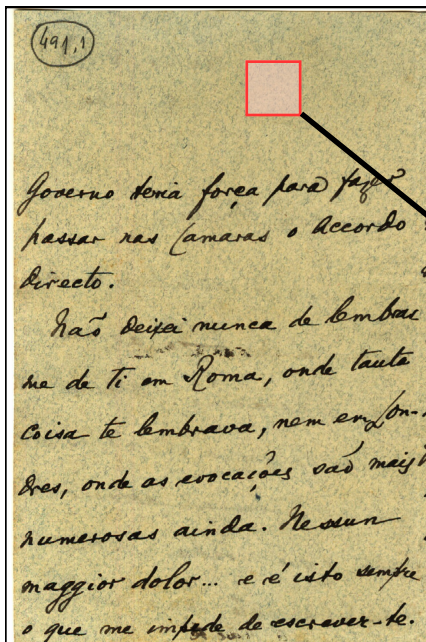 491,1
Governo teria força para fazer
passar nas Camaras o Accordo
directo.
Não deixei nunca de lembrar
me de ti em Roma, onde tanta
coisa te lembrava, nem em Lon-
dres, onde as evocações são mais
numerosas ainda. Nessun
maggior dolor... e é isto sempre
o que me impede de escrever-te.